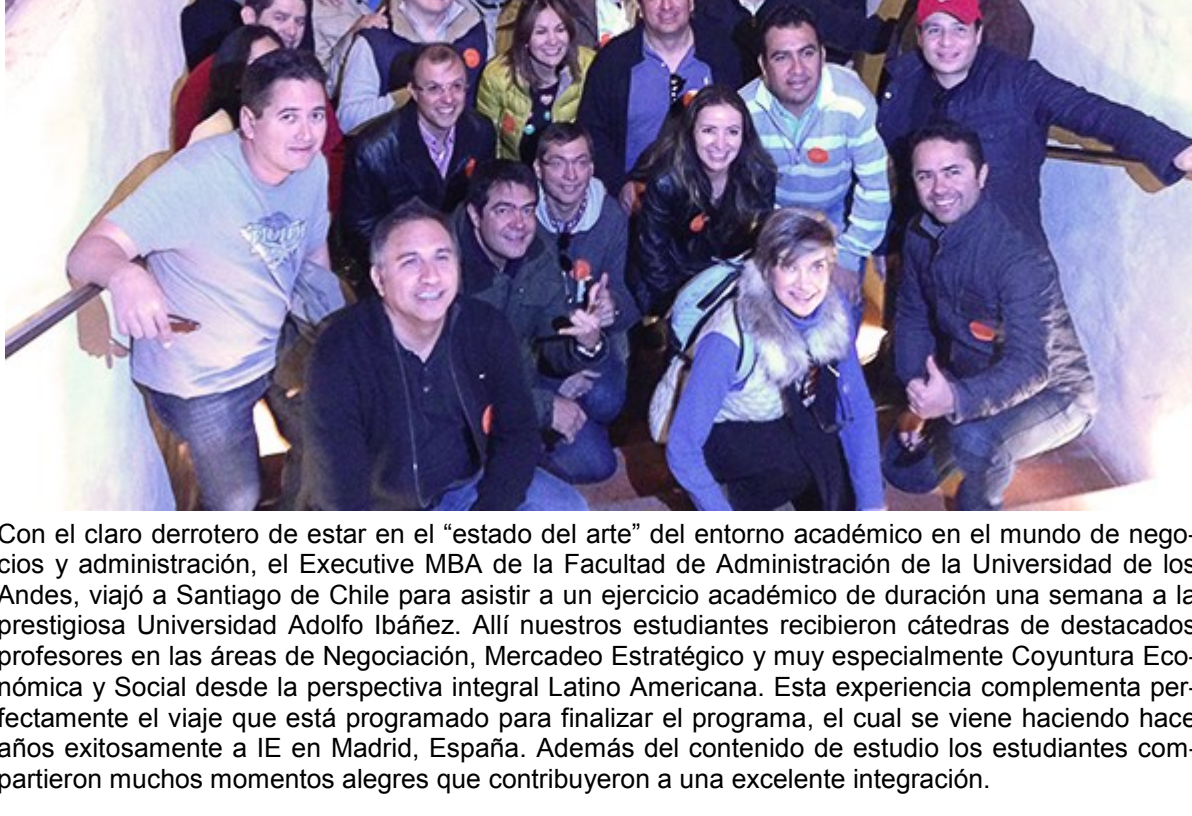 Con el claro derrotero de estar en el “estado del arte” del entorno académico en el mundo de nego-
cios y administración, el Executive MBA de la Facultad de Administración de la Universidad de los
Andes, viajó a Santiago de Chile para asistir a un ejercicio académico de duración una semana a la
prestigiosa Universidad Adolfo Ibáñez. Allí nuestros estudiantes recibieron cátedras de destacados
profesores en las áreas de Negociación, Mercadeo Estratégico y muy especialmente Coyuntura Eco-
nómica y Social desde la perspectiva integral Latino Americana. Esta experiencia complementa per-
fectamente el viaje que está programado para finalizar el programa, el cual se viene haciendo hace
años exitosamente a IE en Madrid, España. Además del contenido de estudio los estudiantes com-
partieron muchos momentos alegres que contribuyeron a una excelente integración.